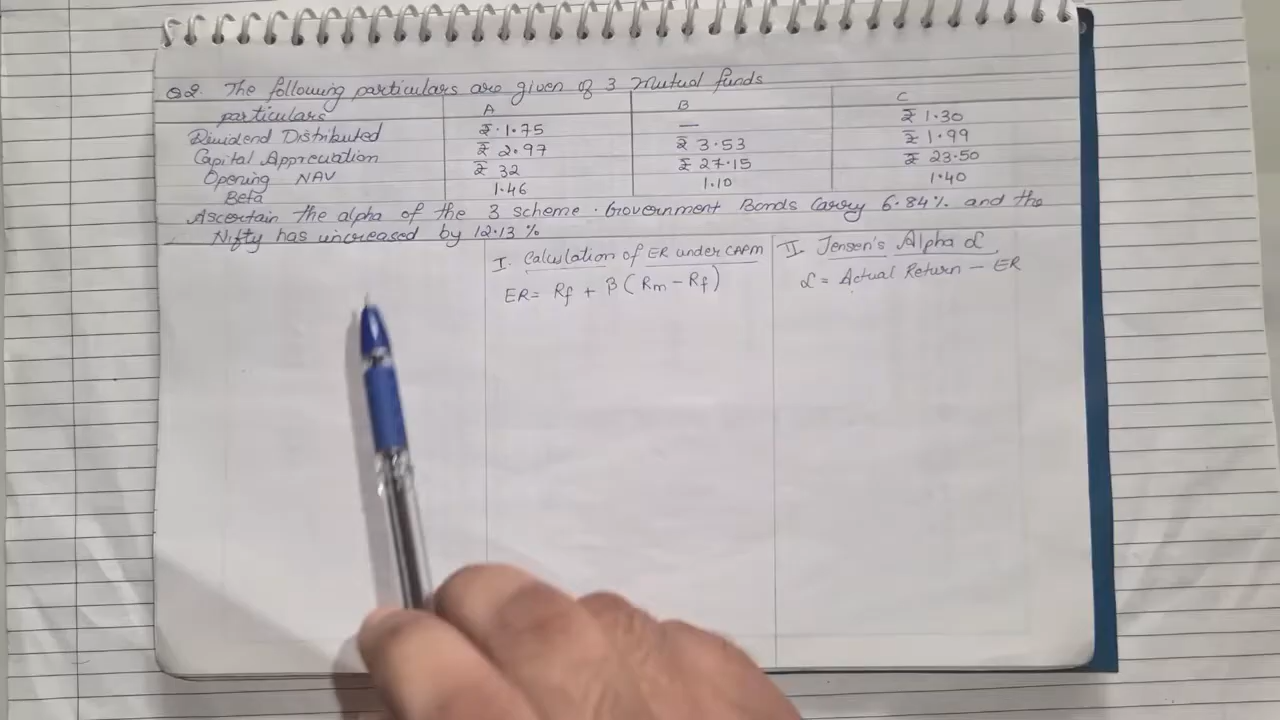 Q2. The following particulars are given of 3 Mutual funds
particulars A B C
Dividend Distributed ₹ 1.75 — ₹ 1.30
Capital Appreciation ₹ 2.97 ₹ 3.53 ₹ 1.99
Opening NAV ₹ 32 ₹ 27.15 ₹ 23.50
Beta 1.46 1.10 1.40
Ascertain the alpha of the 3 scheme. Government Bonds carry 6.84% and the
Nifty has increased by 12.13 %
I. Calculation of ER under CAPM
ER = Rf + β (Rm – Rf)
II Jensen's Alpha α
α = Actual Return – ER